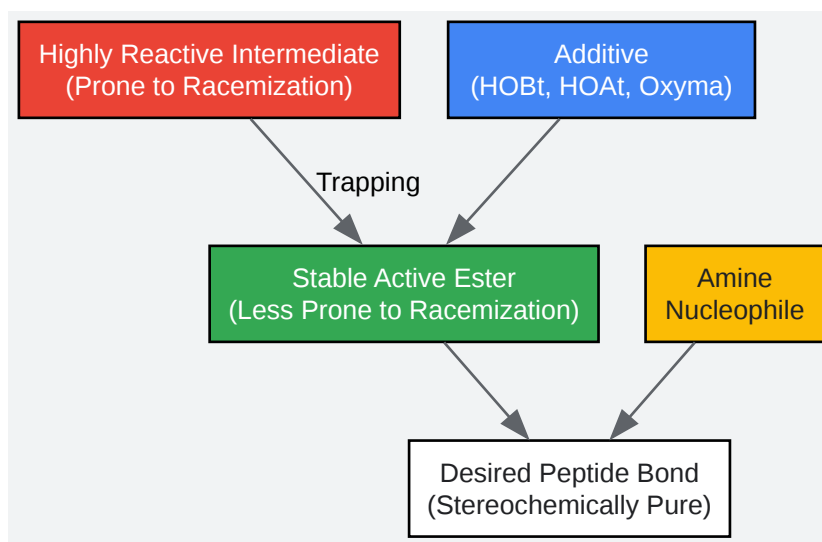 Highly Reactive Intermediate
(Prone to Racemization)
Additive
(HOBt, HOAt, Oxyma)
Trapping
Stable Active Ester
(Less Prone to Racemization)
Amine
Nucleophile
Desired Peptide Bond
(Stereochemically Pure)